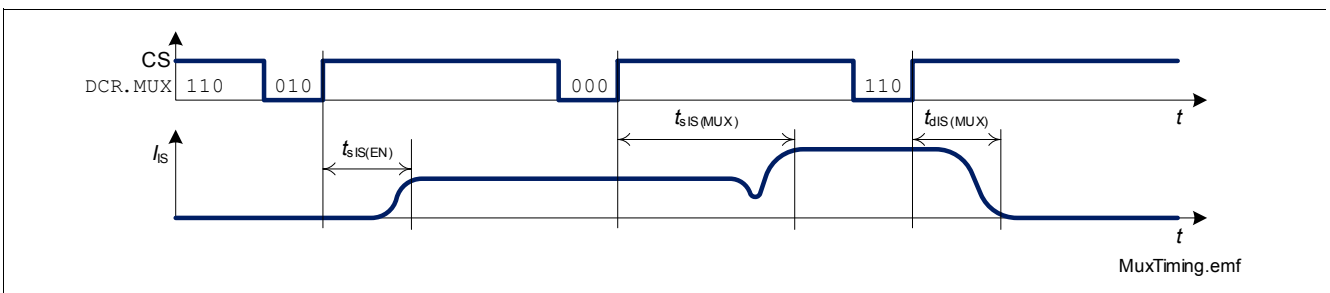 CS
DCR.MUX 110 010 000 110
t
tsIS(EN) tsIS(MUX) tdIS(MUX)
IIS
t
MuxTiming.emf